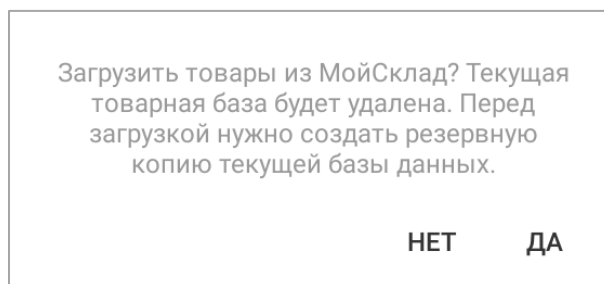 Загрузить товары из МойСклад? Текущая
товарная база будет удалена. Перед
загрузкой нужно создать резервную
копию текущей базы данных.
НЕТ ДА